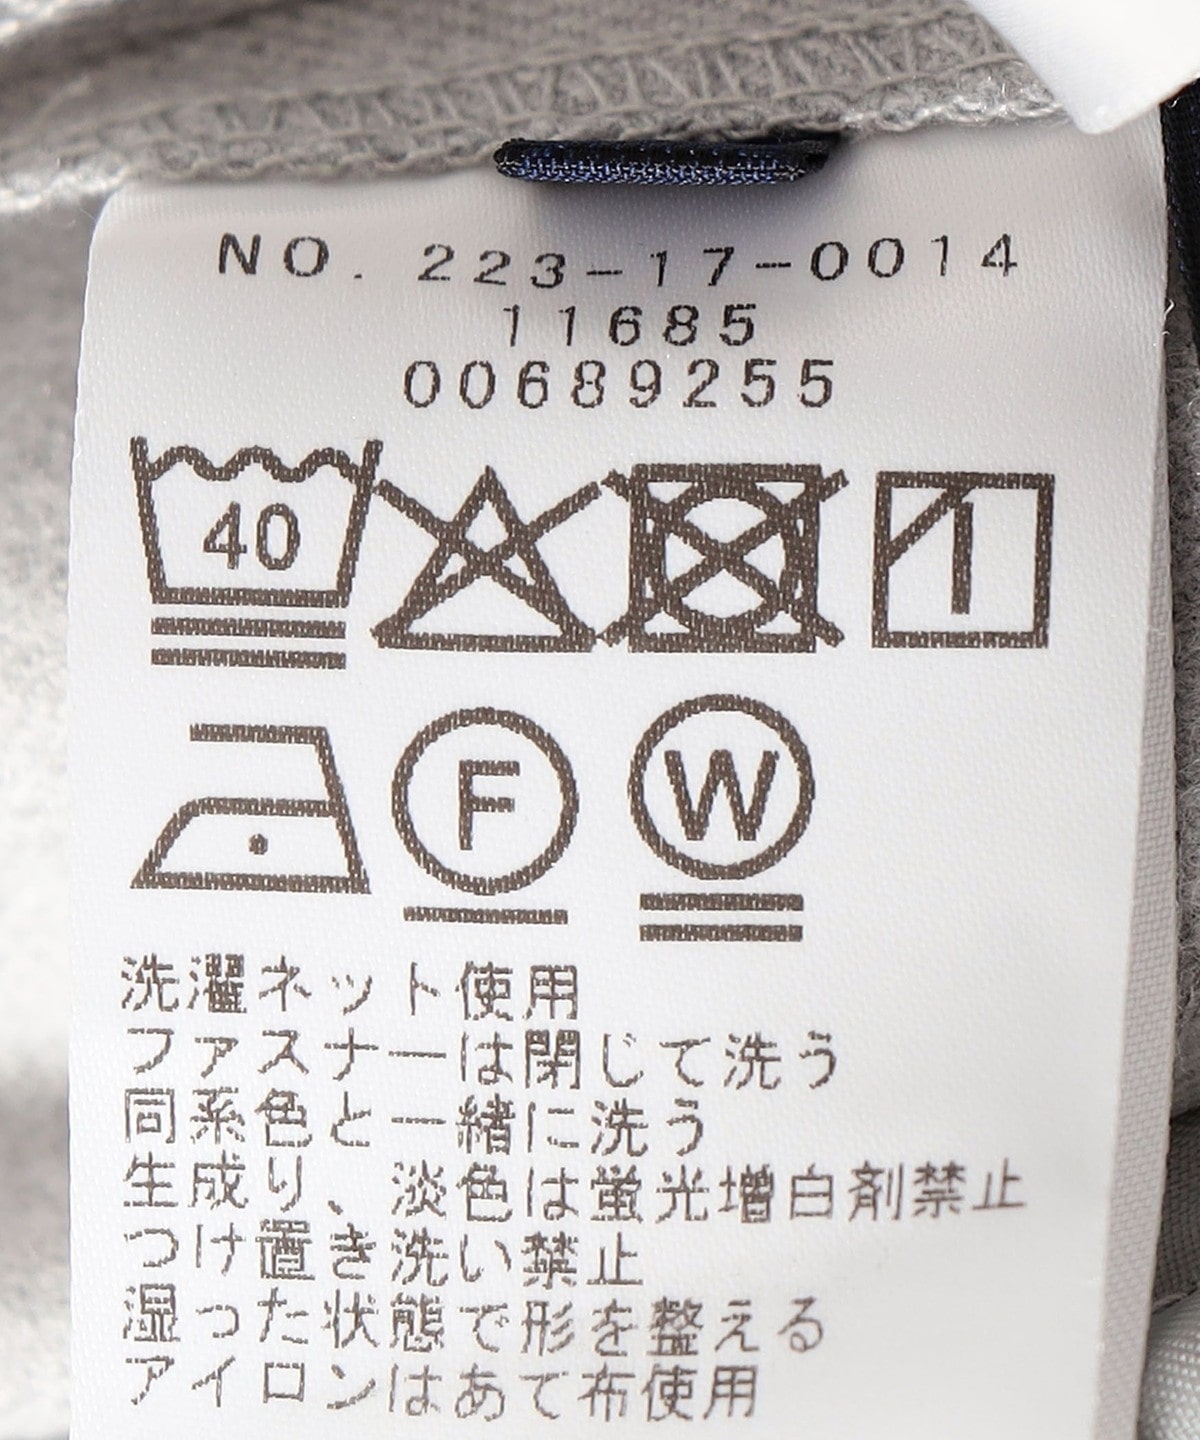 NO. 223-17-0014
11685
00689255
40
F W
洗濯ネット使用
ファスナーは閉じて洗う
同系色と一緒に洗う
生成り、淡色は蛍光増白剤禁止
つけ置き洗い禁止
湿った状態で形を整える
アイロンはあて布使用